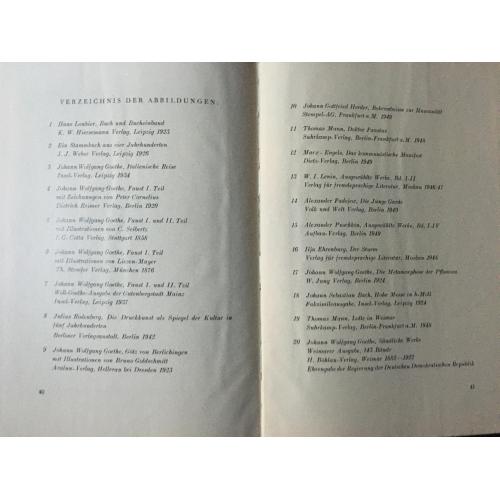 VERZEICHNIS DER ABBILDUNGEN
1 Hans Loubier, Buch und Bucheinband
K. W. Hiersemann Verlag, Leipzig 1923
2 Ein Stammbuch aus vier Jahrhunderten
J. J. Weber Verlag, Leipzig 1926
3 Johann Wolfgang Goethe, Italienische Reise
Insel-Verlag, Leipzig 1934
4 Johann Wolfgang Goethe, Faust I. Teil
mit Zeichnungen von Peter Cornelius
Dietrich Reimer Verlag, Berlin 1920
5 Johann Wolfgang Goethe, Faust I. und II. Teil
mit Illustrationen von E. Seibertz
J. G. Cotta Verlag, Stuttgart 1858
6 Johann Wolfgang Goethe, Faust I. Teil
mit Illustrationen von Liezen-Mayer
Th. Stroefer Verlag, München 1876
7 Johann Wolfgang Goethe, Faust I. und II. Teil
Welt-Goethe-Ausgabe der Gutenbergstadt Mainz
Insel-Verlag, Leipzig 1937
8 Julius Rodenberg, Die Druckkunst als Spiegel der Kultur in
fünf Jahrhunderten
Berliner Verlagsanstalt, Berlin 1942
9 Johann Wolfgang Goethe, Götz von Berlichingen
mit Illustrationen von Bruno Goldschmitt
Avalun-Verlag, Hellerau bei Dresden 1923
40
10 Johann Gottfried Herder, Bekenntnisse zur Humanität
Stempel-AG. Frankfurt a. M. 1949
11 Thomas Mann, Doktor Faustus
Suhrkamp-Verlag, Berlin-Frankfurt a. M. 1948
12 Marx-Engels, Das kommunistische Manifest
Dietz-Verlag, Berlin 1949
13 W. I. Lenin, Ausgewählte Werke, Bd. I-II
Verlag für fremdsprachige Literatur, Moskau 1946/47
14 Alexander Fadejew, Die Junge Garde
Volk und Welt Verlag, Berlin 1949
15 Alexander Puschkin, Ausgewählte Werke, Bd. I-IV
Aufbau-Verlag, Berlin 1949
16 Ilja Ehrenburg, Der Sturm
Verlag für fremdsprachige Literatur, Moskau 1948
17 Johann Wolfgang Goethe, Die Metamorphose der Pflanzen
W. Jung Verlag, Berlin 1924
18 Johann Sebastian Bach, Hohe Messe in h-Moll
Faksimileausgabe, Insel-Verlag, Leipzig 1924
19 Thomas Mann, Lotte in Weimar
Suhrkamp-Verlag, Berlin-Frankfurt a. M. 1948
20 Johann Wolfgang Goethe, Sämtliche Werke
Weimarer Ausgabe, 143 Bände
H. Böhlau-Verlag, Weimar 1883-1932
Ehrengabe der Regierung der Deutschen Demokratischen Republik
41